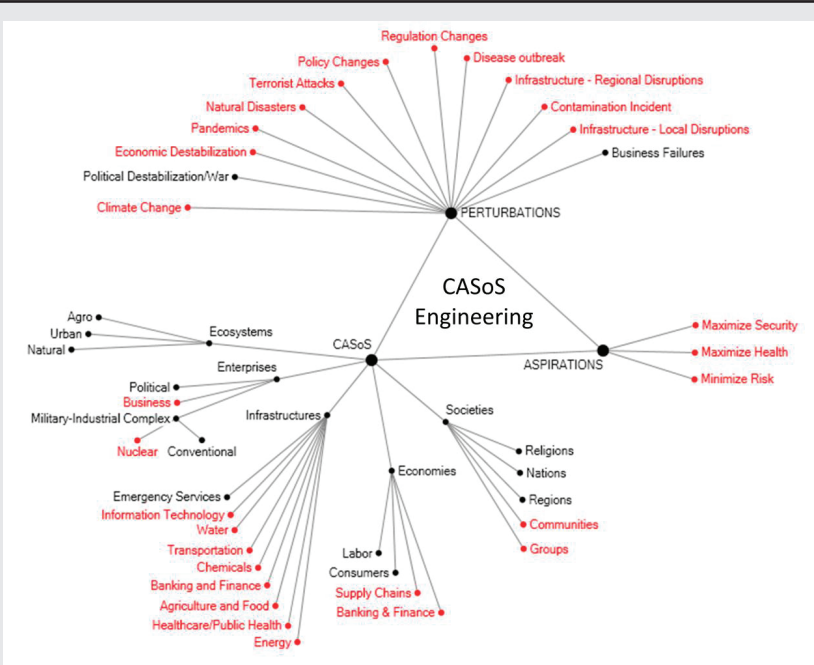 Regulation Changes
Policy Changes
Disease outbreak
Terrorist Attacks
Infrastructure - Regional Disruptions
Natural Disasters
Contamination Incident
Pandemics
Infrastructure - Local Disruptions
Economic Destabilization
Business Failures
Political Destabilization/War
Climate Change
PERTURBATIONS
CASoS
Engineering
Agro
Urban
Natural
Ecosystems
CASoS
Maximize Security
Maximize Health
Minimize Risk
ASPIRATIONS
Enterprises
Political
Business
Military-Industrial Complex
Nuclear
Conventional
Infrastructures
Emergency Services
Information Technology
Water
Transportation
Chemicals
Banking and Finance
Agriculture and Food
Healthcare/Public Health
Energy
Economies
Labor
Consumers
Supply Chains
Banking & Finance
Societies
Religions
Nations
Regions
Communities
Groups